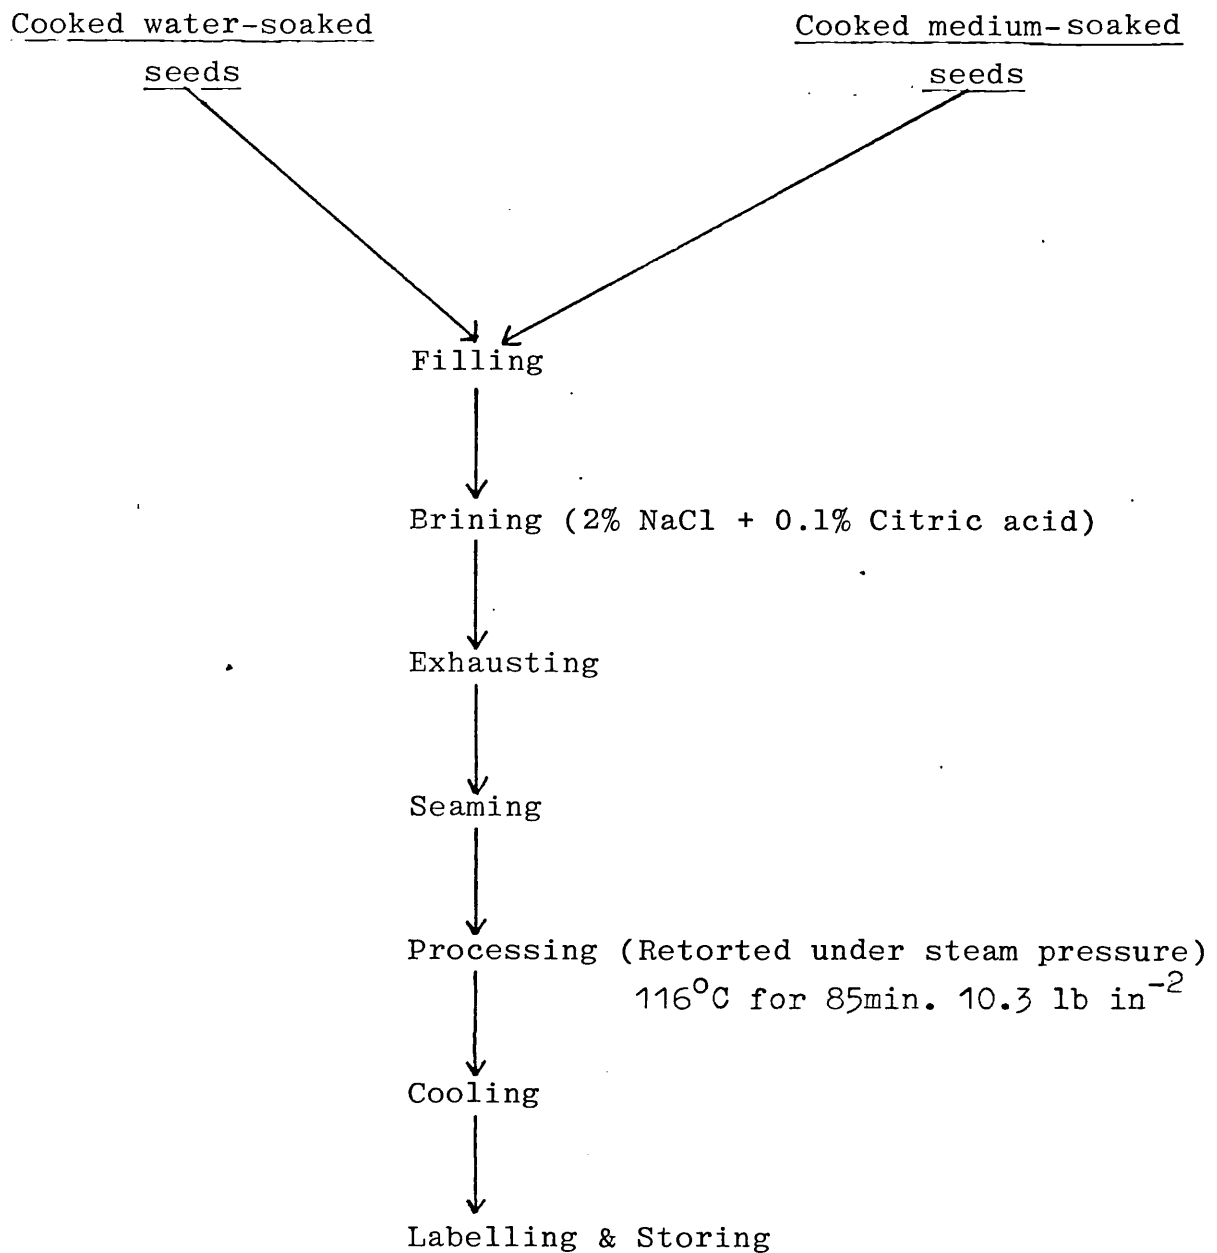 Cooked water-soaked
seeds
Cooked medium-soaked
seeds
Filling
Brining (2% NaCl + 0.1% Citric acid)
Exhausting
Seaming
Processing (Retorted under steam pressure)
116°C for 85min. 10.3 lb in⁻²
Cooling
Labelling & Storing